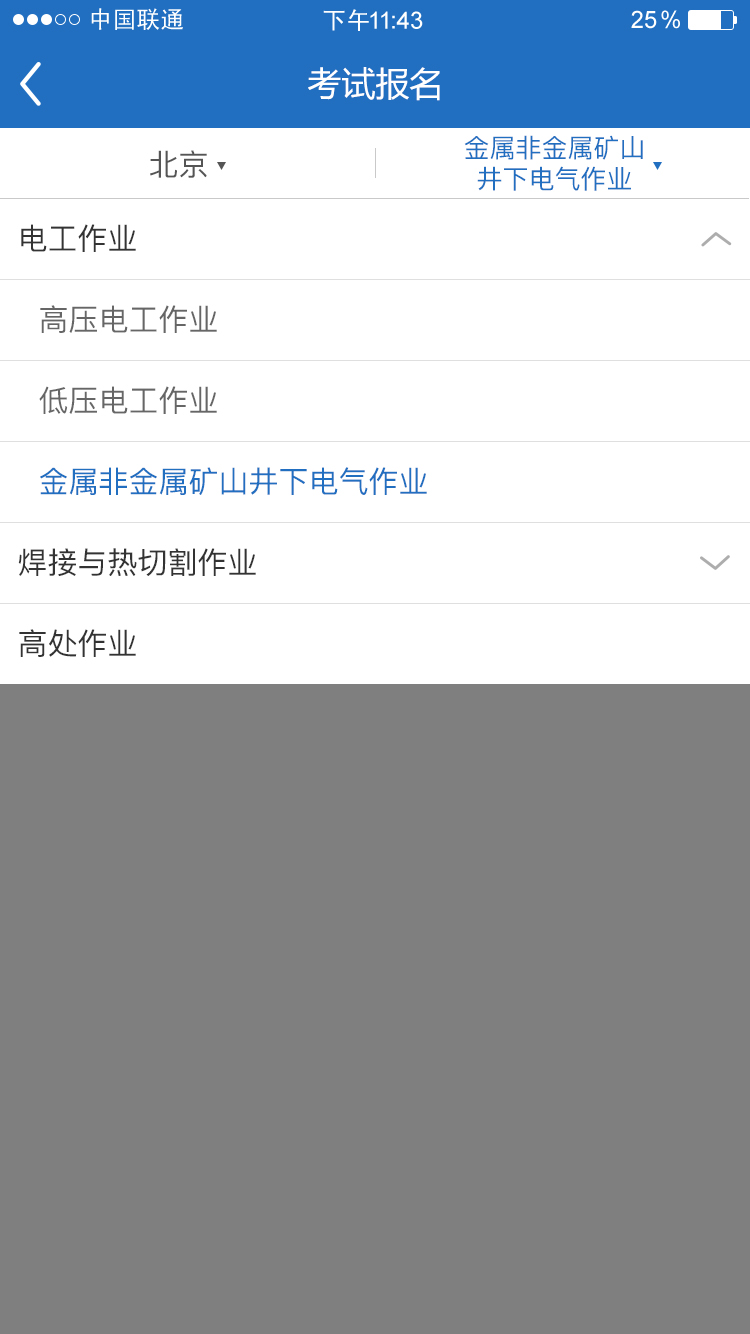 中国联通 下午11:43 25%
考试报名
北京 金属非金属矿山
井下电气作业
电工作业
高压电工作业
低压电工作业
金属非金属矿山井下电气作业
焊接与热切割作业
高处作业